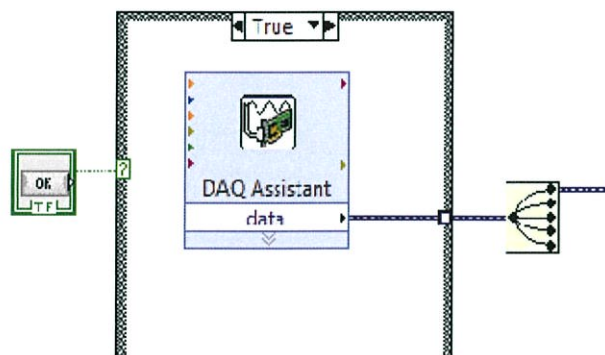 True
?
OK
TF
DAQ Assistant
data